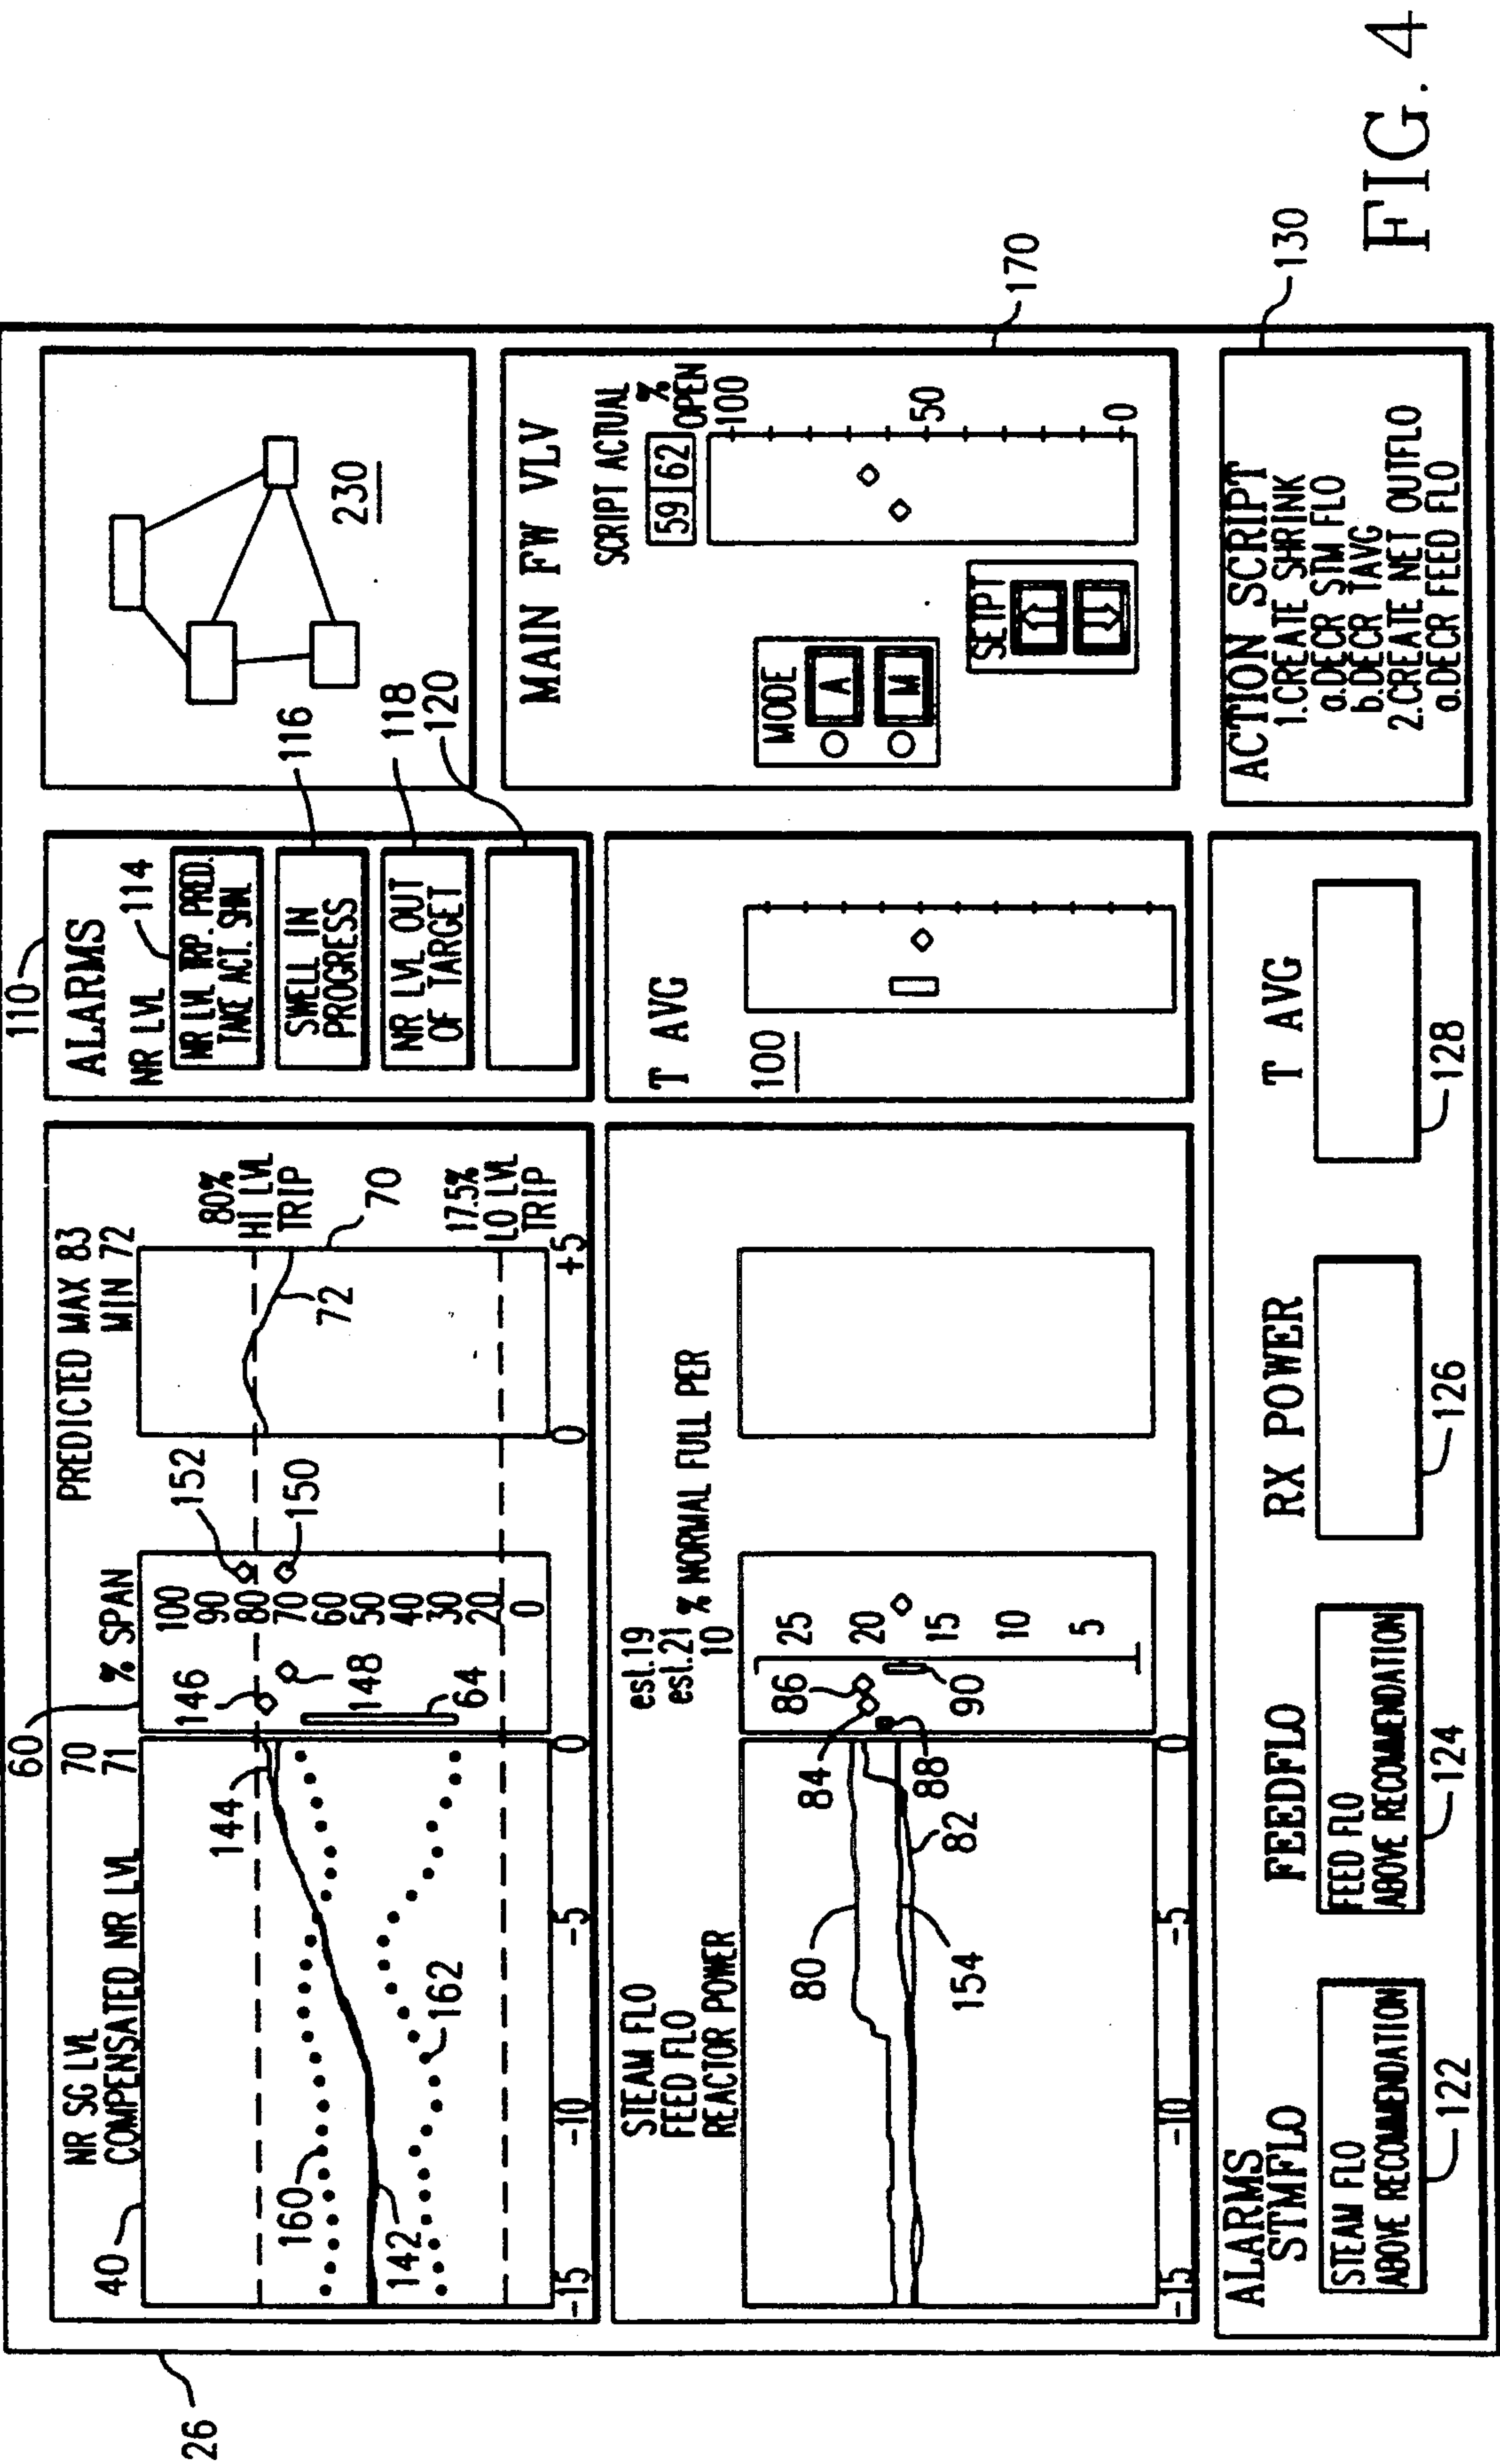 26
40
NR SG LVL 70
COMPENSATED NR LVL 71
60
% SPAN
PREDICTED MAX 83
MIN 72
144
146
148
64
152
150
100
90
80
70
60
50
40
30
20
0
80%
HI LVL
TRIP
17.5%
LO LVL
TRIP
70
72
160
142
162
-15
-10
-5
0
0
+5
110
ALARMS
NR LVL
114
NR LVL TRP. PRED.
TAKE ACT. SHN.
SWELL IN
PROGRESS
NR LVL OUT
OF TARGET
116
118
120
230
STEAM FLO est.19
FEED FLO est.21 % NORMAL FULL PER
REACTOR POWER 10
80
154
82
84
86
88
90
25
20
15
10
5
-15
-10
-5
0
T AVG
100
MAIN FW VLV
SCRIPT ACTUAL
59 62
%
OPEN
100
50
0
MODE
A
M
SETPT
170
ALARMS
STMFLO
FEEDFLO
RX POWER
T AVG
STEAM FLO
ABOVE RECOMMENDATION
FEED FLO
ABOVE RECOMMENDATION
122
124
126
128
ACTION SCRIPT
1.CREATE SHRINK
a.DECR STM FLO
b.DECR TAVG
2.CREATE NET OUTFLO
a.DECR FEED FLO
130
FIG. 4